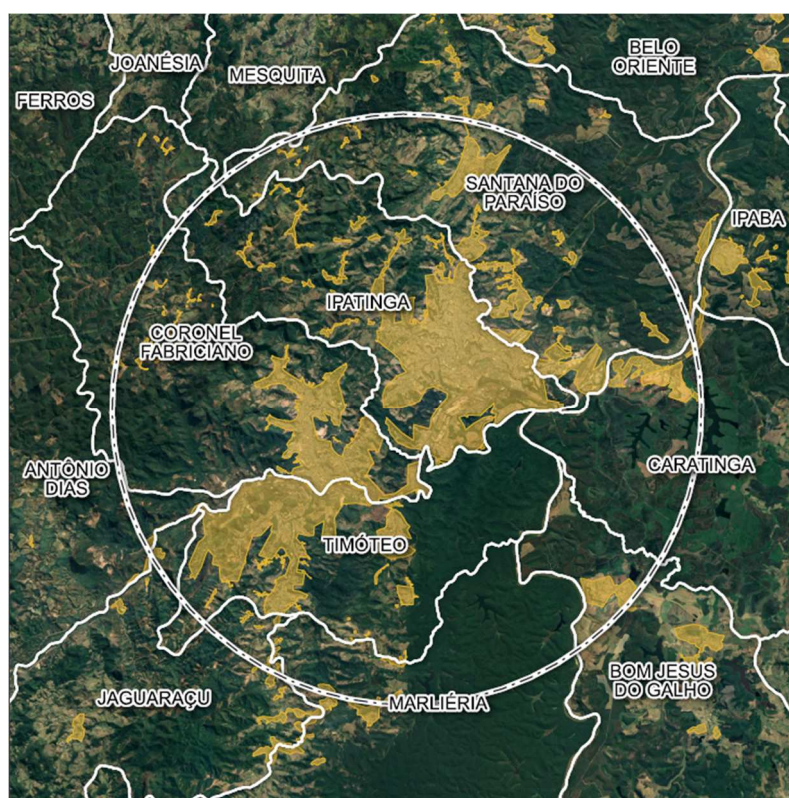 BELO
ORIENTE
JOANÉSIA
MESQUITA
FERROS
SANTANA DO
PARAÍSO
IPABA
IPATINGA
CORONEL
FABRICIANO
ANTÔNIO
DIAS
CARATINGA
TIMÓTEO
JAGUARAÇU
MARLIÉRIA
BOM JESUS
DO GALHO